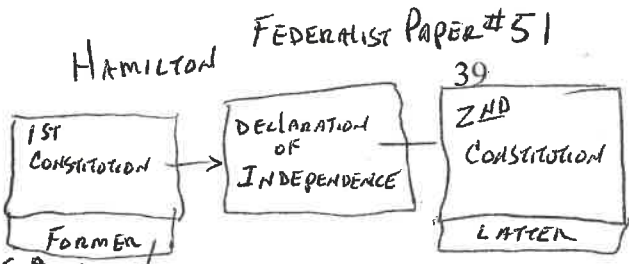 FEDERALIST PAPER #51
HAMILTON
39
1ST
CONSTITUTION
DECLARATION
OF
INDEPENDENCE
2ND
CONSTITUTION
FORMER
LATTER